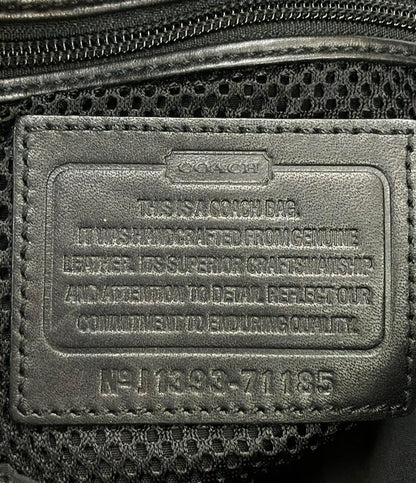 COACH
THIS IS A COACH BAG.
IT WAS HANDCRAFTED FROM GENUINE
LEATHER. ITS SUPERIOR CRAFTSMANSHIP
AND ATTENTION TO DETAIL REFLECT OUR
COMMITMENT TO ENDURING QUALITY.
No J1393-71185